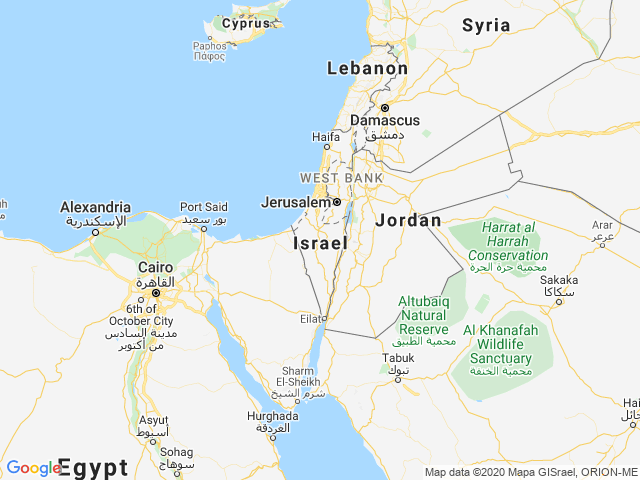 Cyprus
Syria
Paphos
Πάφος
Lebanon
Damascus
دمشق
Haifa
WEST BANK
Jerusalem
Alexandria
الإسكندرية
Port Said
بور سعيد
Jordan
Israel
Harrat al
Harrah
Conservation
محمية حرة الحرة
Arar
عرعر
Cairo
القاهرة
6th of
October City
مدينة السادس
من أكتوبر
Sakaka
سكاكا
Altubaiq
Natural
Reserve
محمية الطبيق
Eilat
Al Khanafah
Wildlife
Sanctuary
محمية الخنفة
Tabuk
تبوك
Sharm
El-Sheikh
شرم الشيخ
Hurghada
الغردقة
Asyut
أسيوط
Sohag
سوهاج
Hai
حائل
Google
Egypt
Map data ©2020 Mapa GISrael, ORION-ME